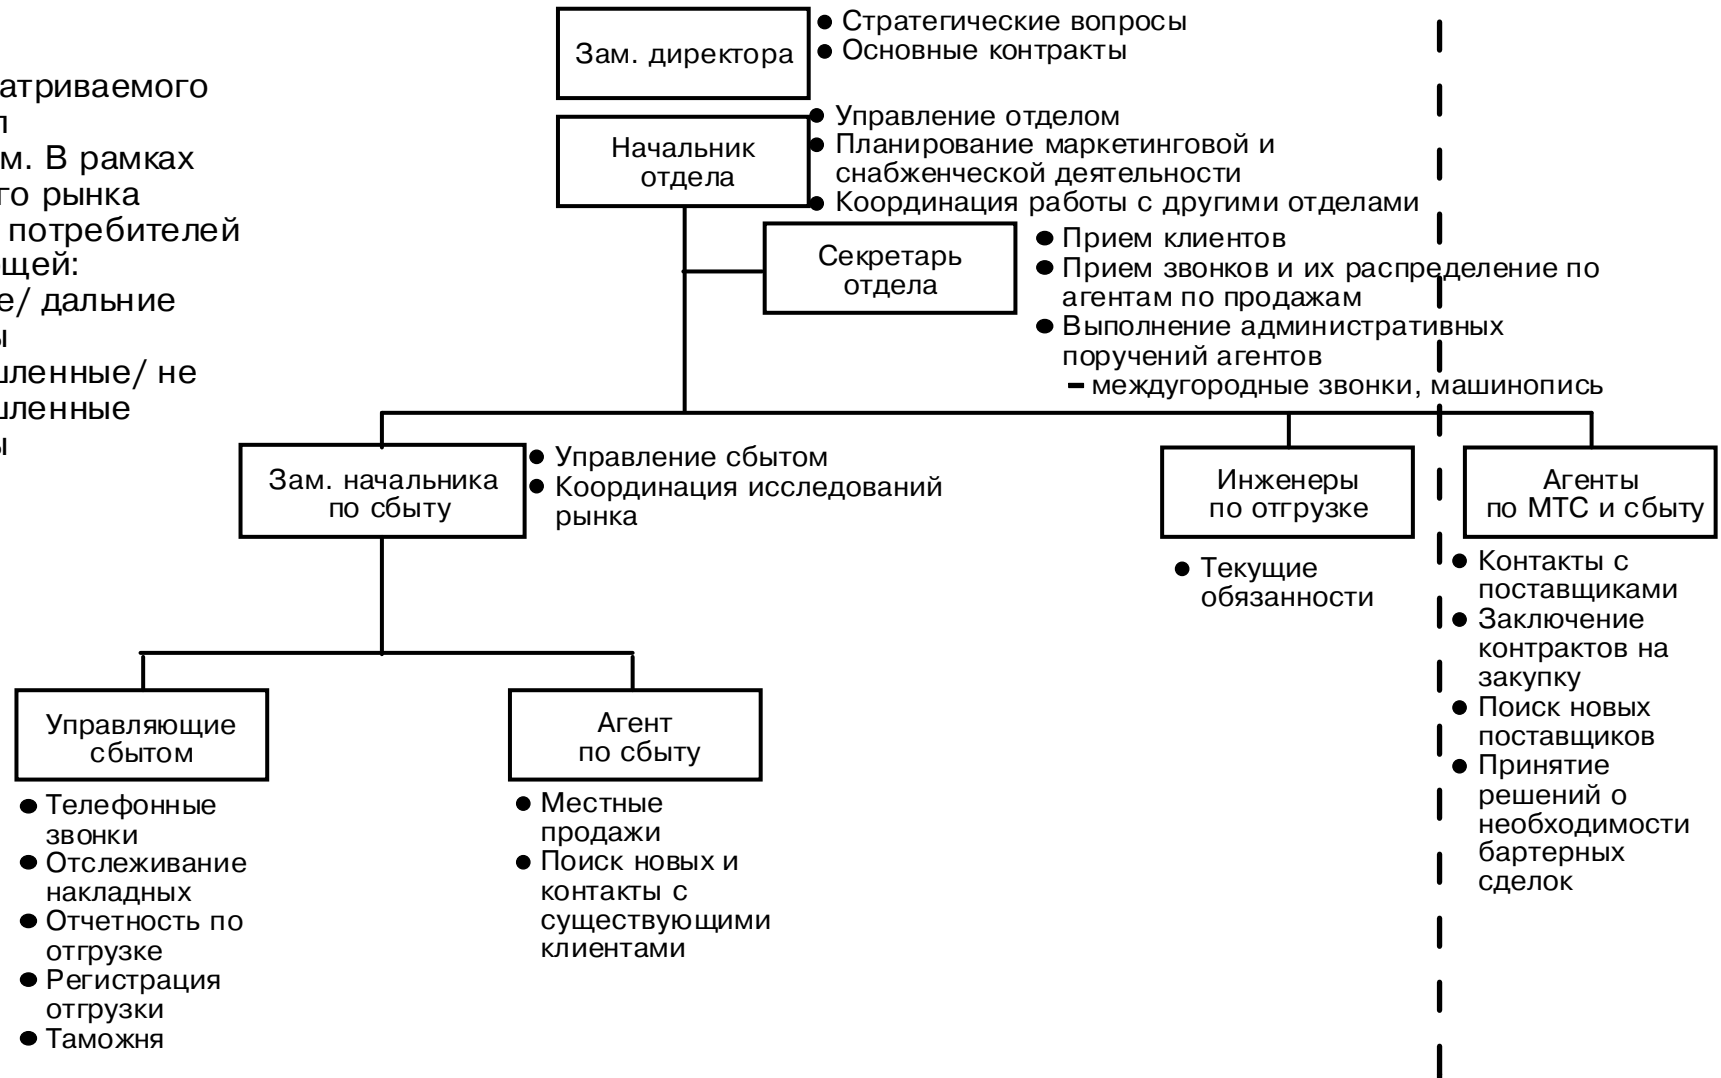 Зам. директора
● Стратегические вопросы
● Основные контракты
атриваемого
м. В рамках
го рынка
потребителей
щей:
е/ дальние
ы
шленные/ не
шленные
ы
Начальник
отдела
● Управление отделом
● Планирование маркетинговой и
снабженческой деятельности
● Координация работы с другими отделами
Секретарь
отдела
● Прием клиентов
● Прием звонков и их распределение по
агентам по продажам
● Выполнение административных
поручений агентов
– междугородные звонки, машинопись
Зам. начальника
по сбыту
● Управление сбытом
● Координация исследований
рынка
Инженеры
по отгрузке
● Текущие
обязанности
Агенты
по МТС и сбыту
● Контакты с
поставщиками
● Заключение
контрактов на
закупку
● Поиск новых
поставщиков
● Принятие
решений о
необходимости
бартерных
сделок
Управляющие
сбытом
● Телефонные
звонки
● Отслеживание
накладных
● Отчетность по
отгрузке
● Регистрация
отгрузки
● Таможня
Агент
по сбыту
● Местные
продажи
● Поиск новых и
контакты с
существующими
клиентами